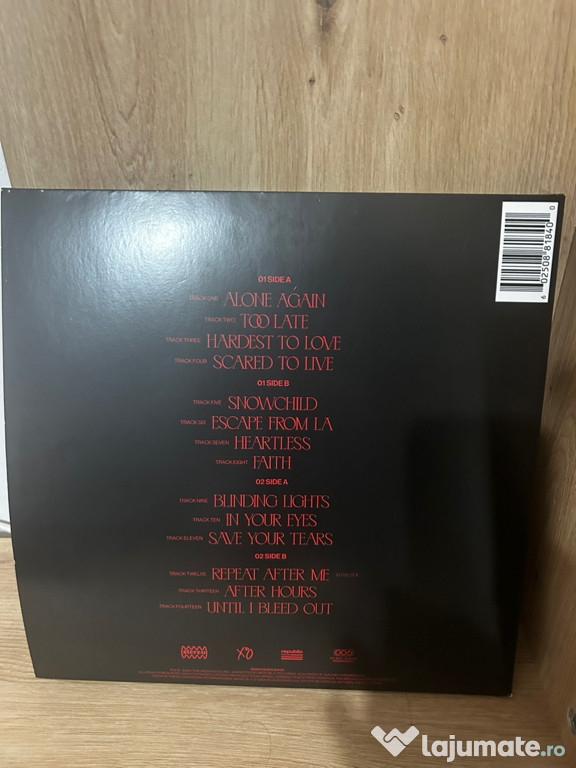 6 02508 81840 0
01 SIDE A
TRACK ONE ALONE AGAIN
TRACK TWO TOO LATE
TRACK THREE HARDEST TO LOVE
TRACK FOUR SCARED TO LIVE
01 SIDE B
TRACK FIVE SNOWCHILD
TRACK SIX ESCAPE FROM LA
TRACK SEVEN HEARTLESS
TRACK EIGHT FAITH
02 SIDE A
TRACK NINE BLINDING LIGHTS
TRACK TEN IN YOUR EYES
TRACK ELEVEN SAVE YOUR TEARS
02 SIDE B
TRACK TWELVE REPEAT AFTER ME
TRACK THIRTEEN AFTER HOURS
TRACK FOURTEEN UNTIL I BLEED OUT
XO republic
lajumate.ro